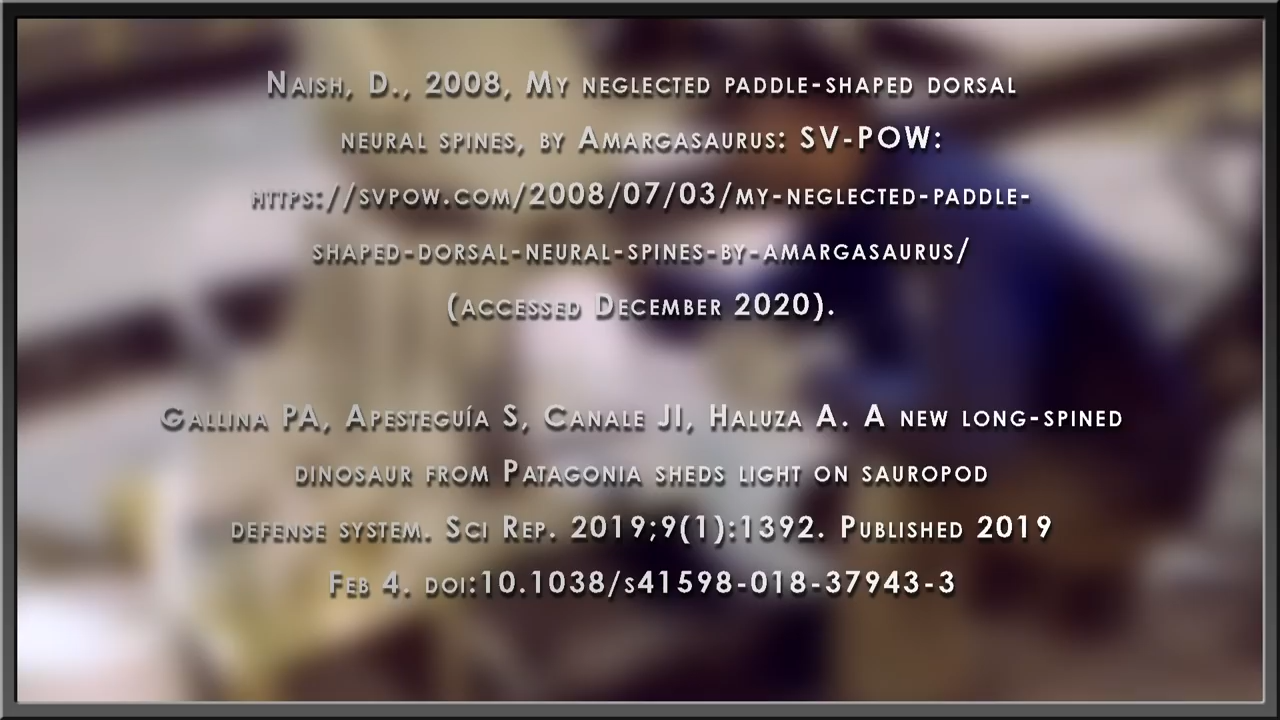 Naish, D., 2008, My neglected paddle-shaped dorsal
neural spines, by Amargasaurus: SV-POW:
https://svpow.com/2008/07/03/my-neglected-paddle-
shaped-dorsal-neural-spines-by-amargasaurus/
(accessed December 2020).
Gallina PA, Apesteguía S, Canale JI, Haluza A. A new long-spined
dinosaur from Patagonia sheds light on sauropod
defense system. Sci Rep. 2019;9(1):1392. Published 2019
Feb 4. doi:10.1038/s41598-018-37943-3